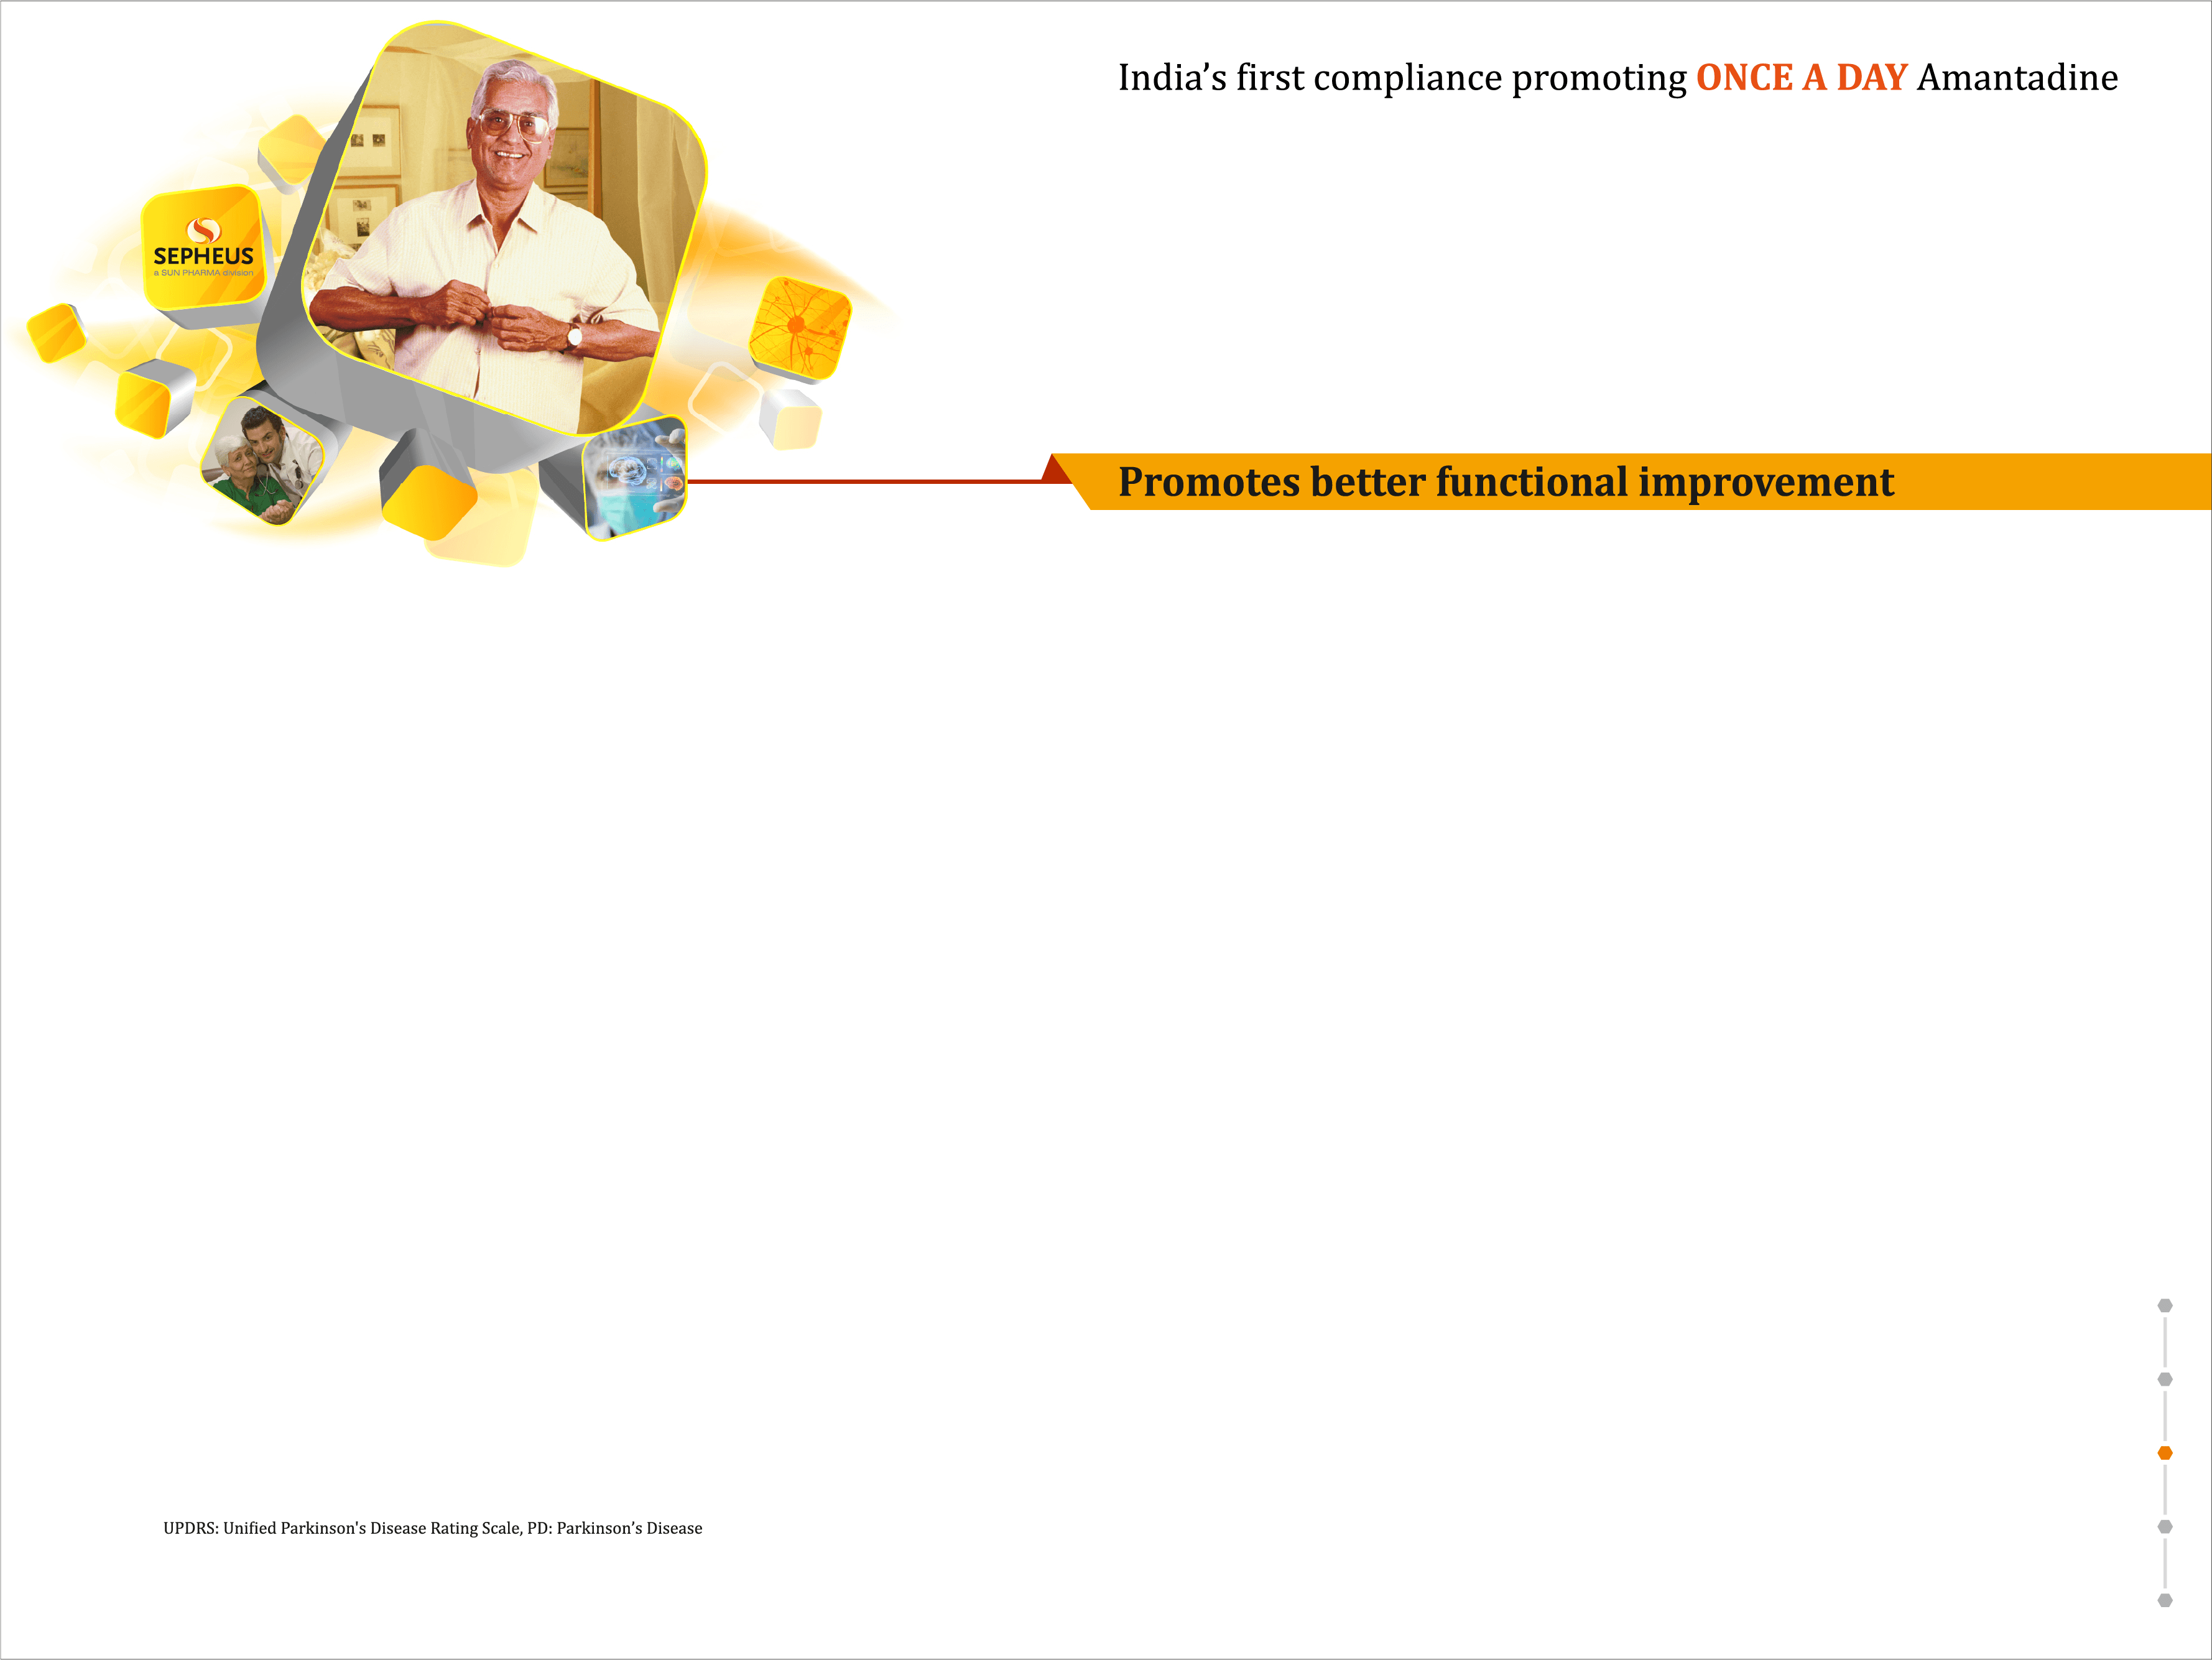 India’s first compliance promoting ONCE A DAY Amantadine
SEPHEUS
a SUN PHARMA division
Promotes better functional improvement
UPDRS: Unified Parkinson's Disease Rating Scale, PD: Parkinson’s Disease